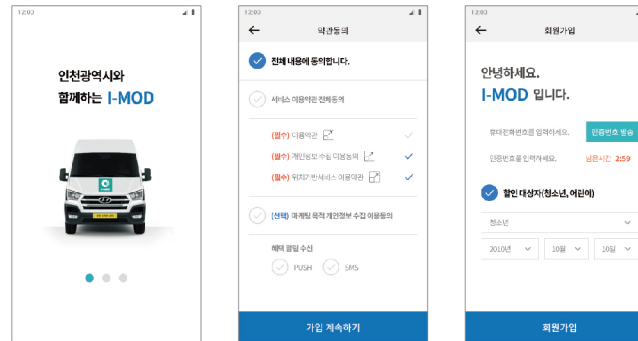 12:03
인천광역시와
함께하는 I-MOD
12:03
약관동의
전체 내용에 동의합니다.
서비스 이용약관 전체동의
(필수) 이용약관
(필수) 개인정보 수집 이용동의
(필수) 위치기반서비스 이용약관
(선택) 마케팅 목적 개인정보 수집 이용동의
혜택 알림 수신
PUSH SMS
가입 계속하기
12:03
회원가입
안녕하세요.
I-MOD 입니다.
휴대전화번호를 입력하세요. 인증번호 발송
인증번호를 입력하세요. 남은시간 2:59
할인 대상자(청소년, 어린이)
청소년
2010년 10월 10일
회원가입